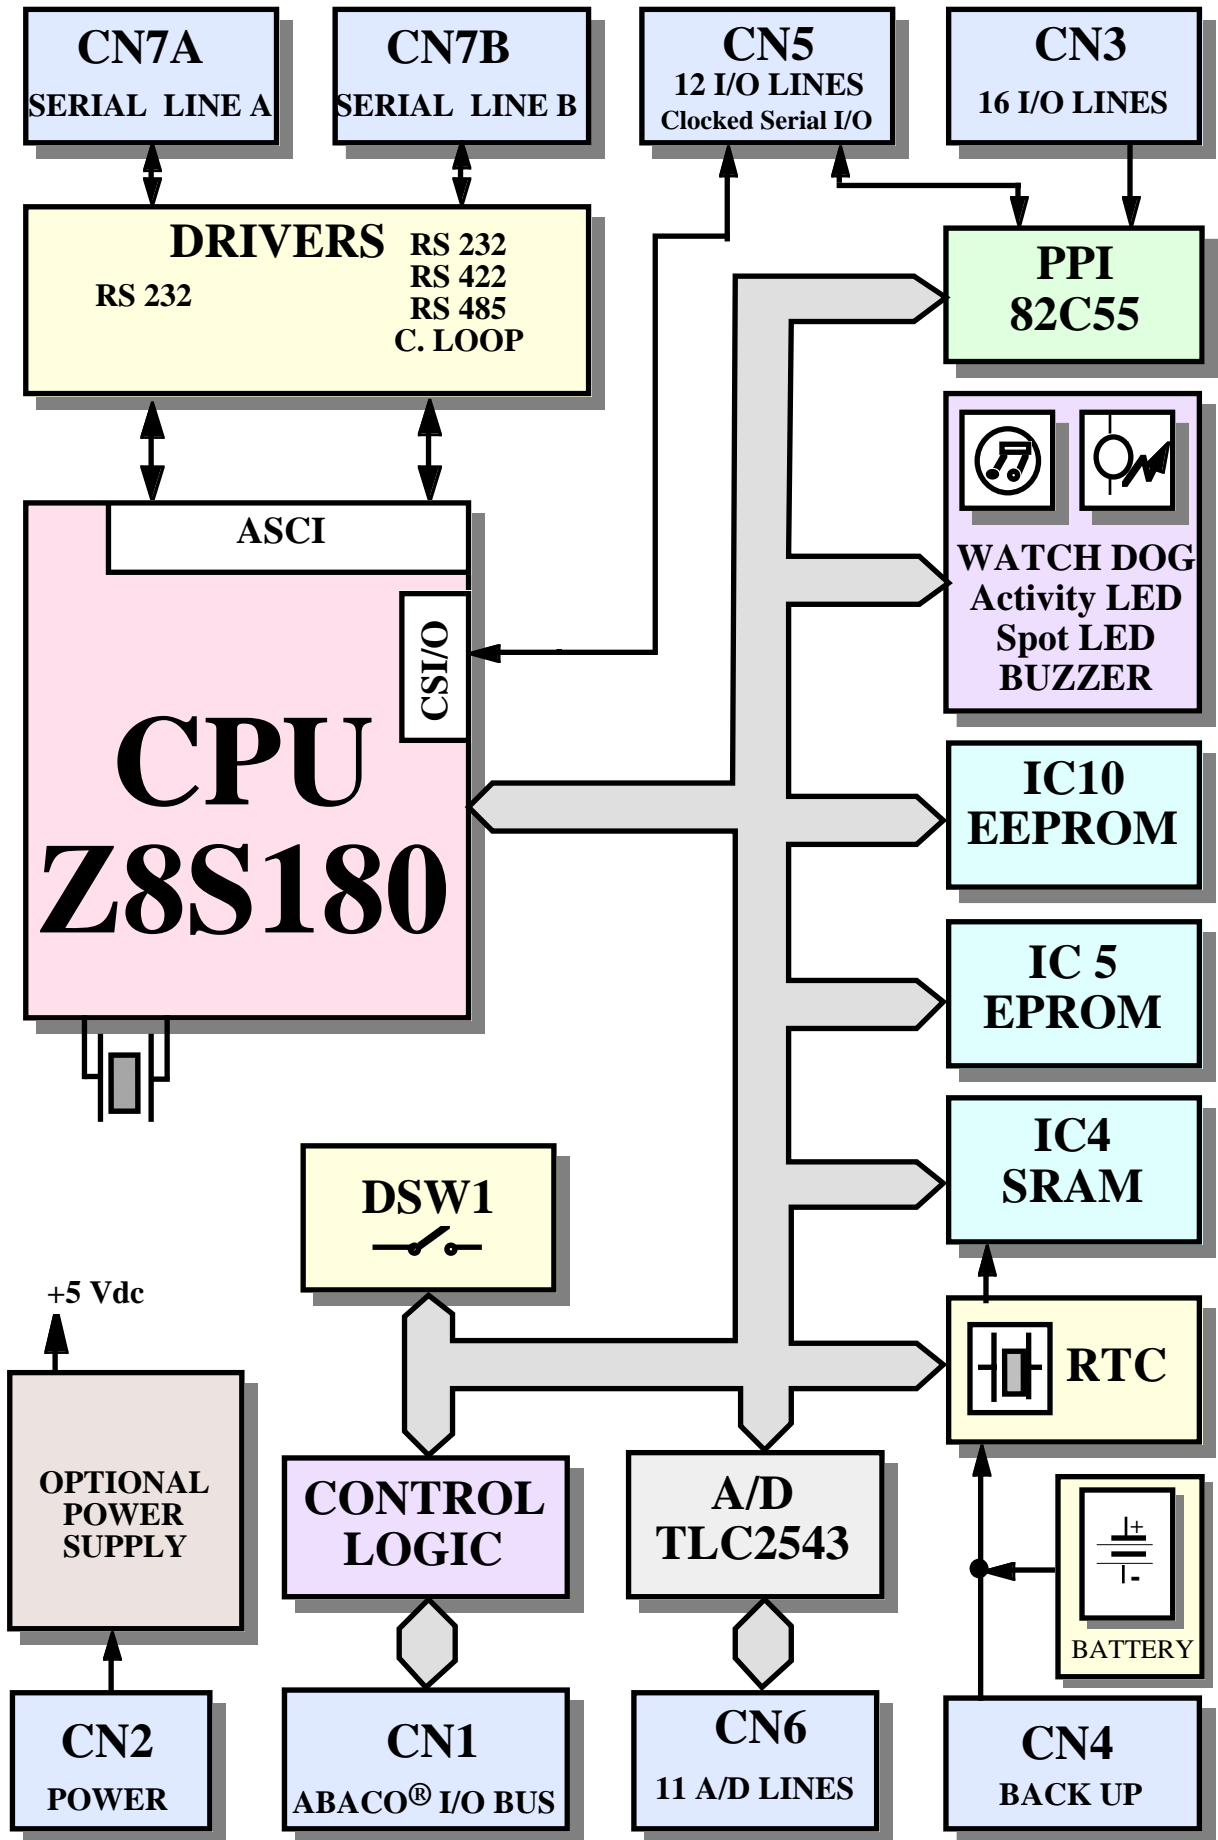 CN7A
SERIAL LINE A
CN7B
SERIAL LINE B
CN5
12 I/O LINES
Clocked Serial I/O
CN3
16 I/O LINES
DRIVERS
RS 232
RS 232
RS 422
RS 485
C. LOOP
PPI
82C55
ASCI
CSI/O
CPU
Z8S180
WATCH DOG
Activity LED
Spot LED
BUZZER
IC10
EEPROM
IC 5
EPROM
IC4
SRAM
DSW1
+5 Vdc
RTC
OPTIONAL
POWER
SUPPLY
CONTROL
LOGIC
A/D
TLC2543
+
-
BATTERY
CN2
POWER
CN1
ABACO® I/O BUS
CN6
11 A/D LINES
CN4
BACK UP